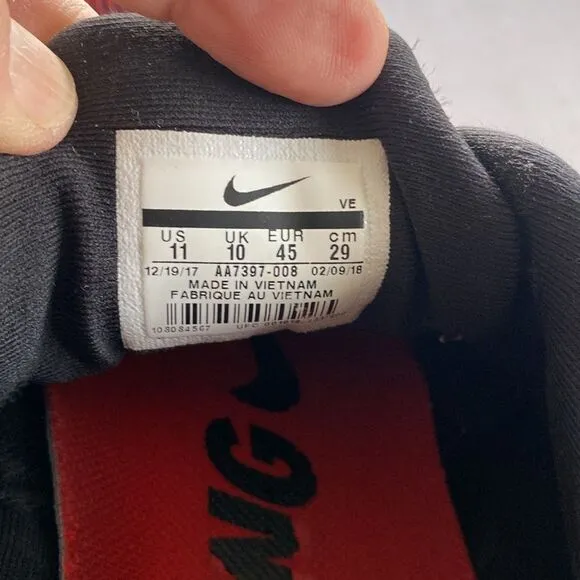 VE
US UK EUR cm
11 10 45 29
12/19/17 AA7397-008 02/09/18
MADE IN VIETNAM
FABRIQUE AU VIETNAM
NG